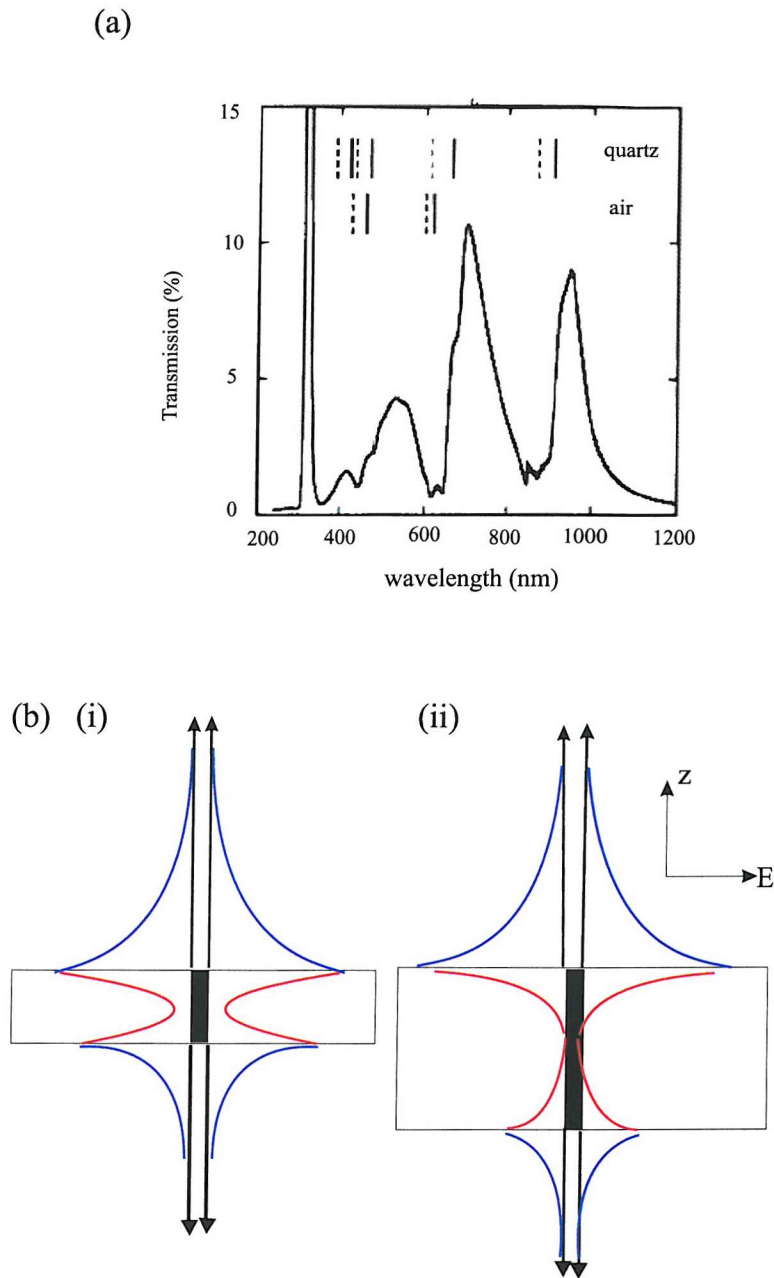 (a)
Transmission (%)
15
10
5
0
quartz
air
200 400 600 800 1000 1200
wavelength (nm)
(b) (i) (ii)
z
E